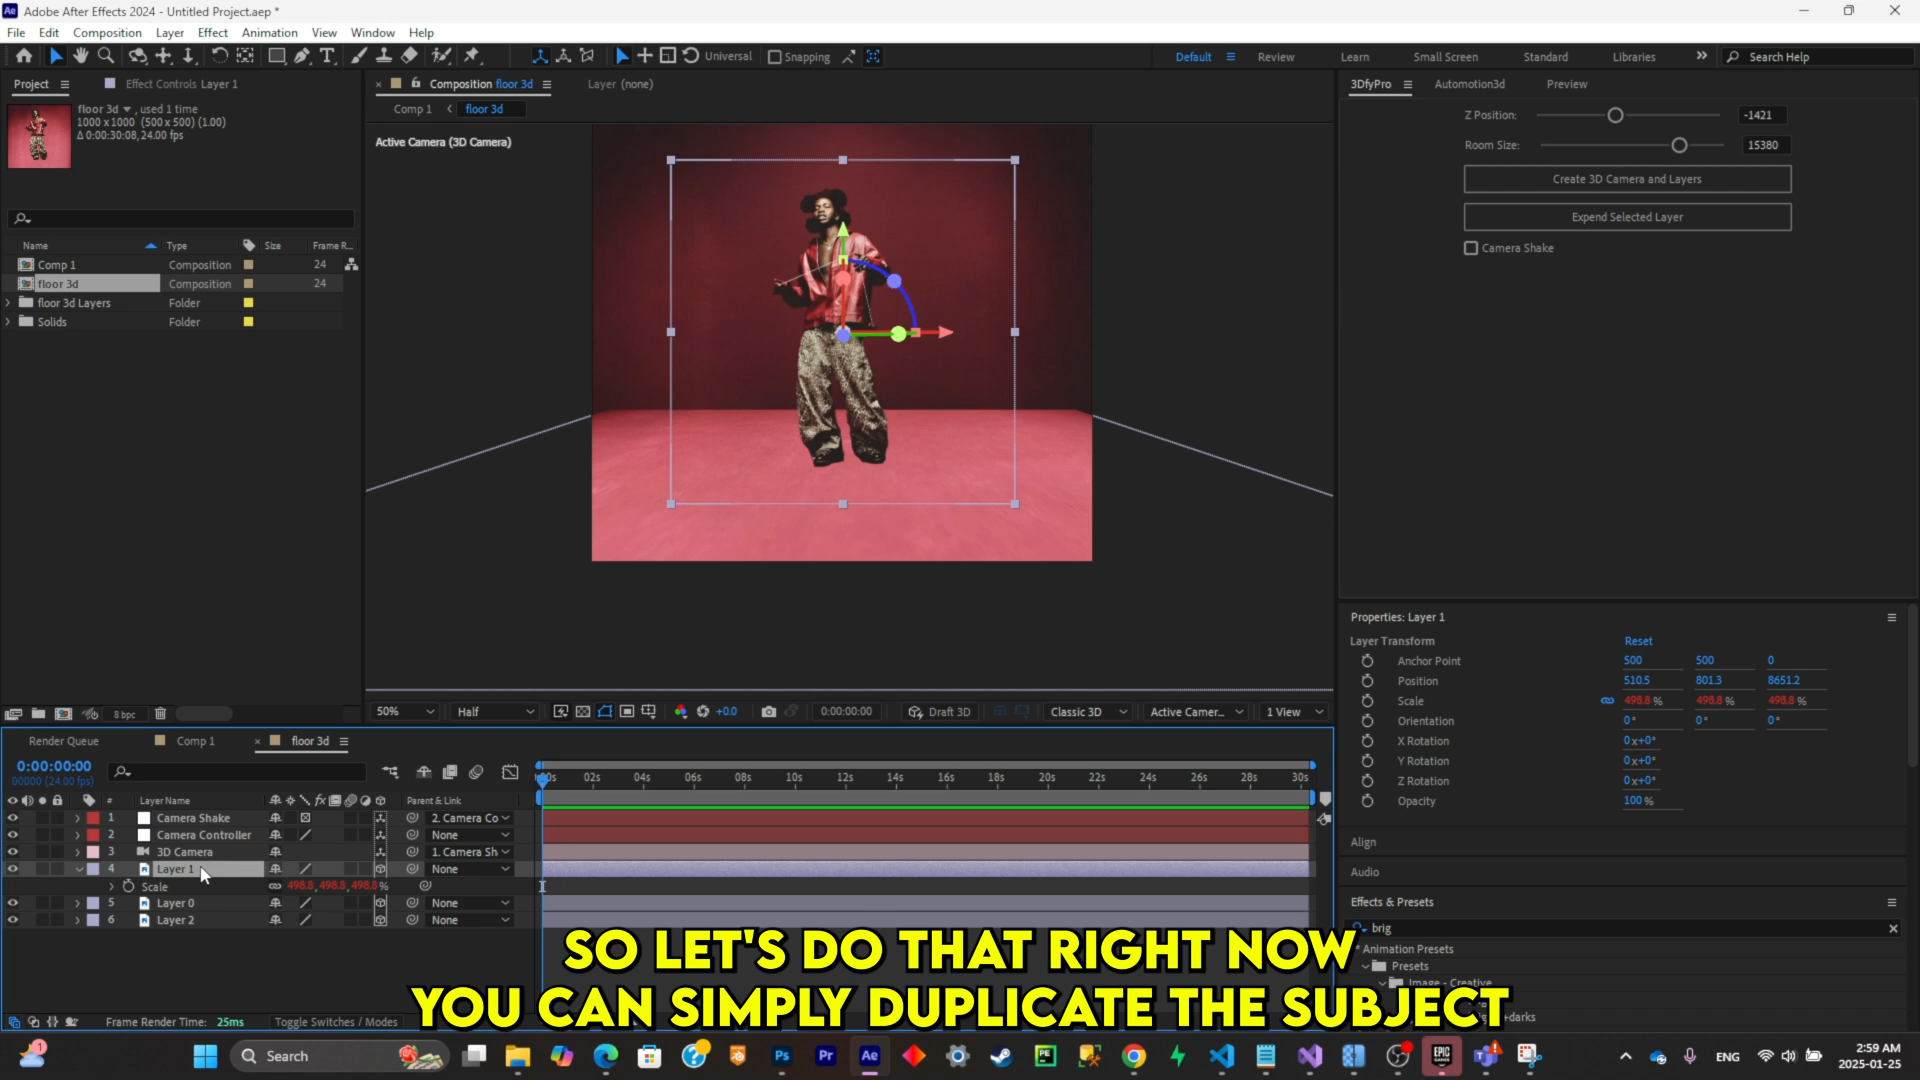 Adobe After Effects 2024 - Untitled Project.aep *
File Edit Composition Layer Effect Animation View Window Help
Universal Snapping Default Review Learn Small Screen Standard Libraries Search Help
Project Effect Controls Layer 1
floor 3d , used 1 time
1000 x 1000 (500 x 500) (1.00)
Δ 0:00:30:08, 24.00 fps
Name Type Size Frame R...
Comp 1 Composition 24
floor 3d Composition 24
floor 3d Layers Folder
Solids Folder
8 bpc
Composition floor 3d Layer (none)
Comp 1 floor 3d
Active Camera (3D Camera)
50% Half +0.0 0:00:00:00 Draft 3D Classic 3D Active Camer... 1 View
3DfyPro Automotion3d Preview
Z Position: -1421
Room Size: 15380
Create 3D Camera and Layers
Expend Selected Layer
Camera Shake
Properties: Layer 1
Layer Transform Reset
Anchor Point 500 500 0
Position 510.5 801.3 8651.2
Scale 498.8 % 498.8 % 498.8 %
Orientation 0° 0° 0°
X Rotation 0x+0°
Y Rotation 0x+0°
Z Rotation 0x+0°
Opacity 100 %
Align
Audio
Effects & Presets
brig
* Animation Presets
Presets
Image - Creative
+darks
Render Queue Comp 1 floor 3d
0:00:00:00
00000 (24.00 fps)
02s 04s 06s 08s 10s 12s 14s 16s 18s 20s 22s 24s 26s 28s 30s
# Layer Name Parent & Link
1 Camera Shake 2. Camera Co
2 Camera Controller None
3 3D Camera 1. Camera Sh
4 Layer 1 None
Scale 498.8, 498.8, 498.8 %
5 Layer 0 None
6 Layer 2 None
SO LET'S DO THAT RIGHT NOW
YOU CAN SIMPLY DUPLICATE THE SUBJECT
Frame Render Time: 25ms Toggle Switches / Modes
Search ENG 2:59 AM
2025-01-25